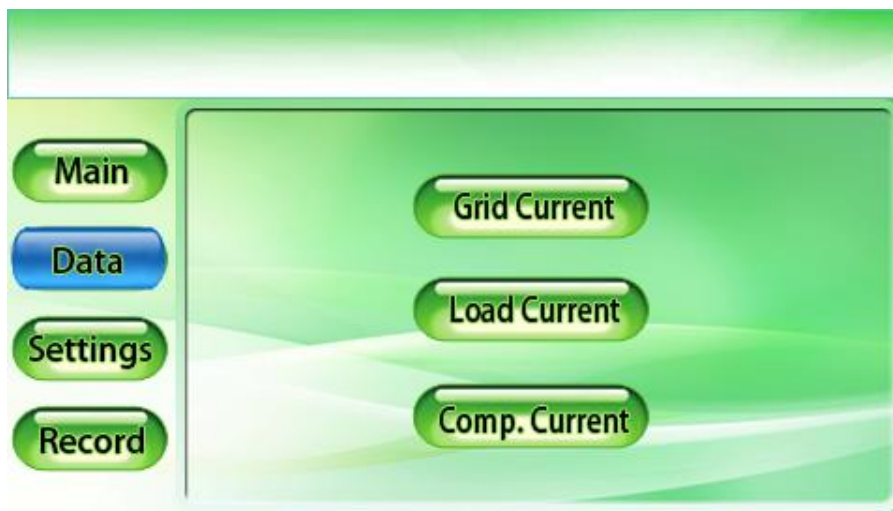 Main
Data
Settings
Record
Grid Current
Load Current
Comp. Current